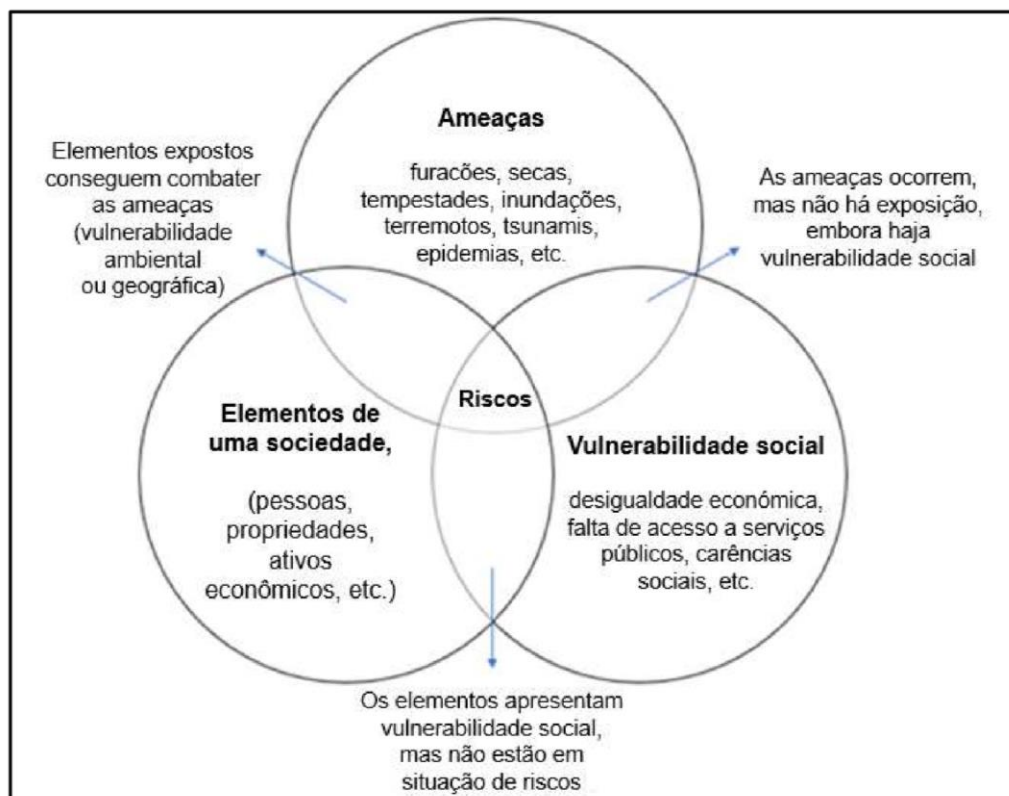 Ameaças
furacões, secas,
tempestades, inundações,
terremotos, tsunamis,
epidemias, etc.
Elementos expostos
conseguem combater
as ameaças
(vulnerabilidade
ambiental
ou geográfica)
As ameaças ocorrem,
mas não há exposição,
embora haja
vulnerabilidade social
Riscos
Elementos de
uma sociedade,
(pessoas,
propriedades,
ativos
econômicos, etc.)
Vulnerabilidade social
desigualdade económica,
falta de acesso a serviços
públicos, carências
sociais, etc.
Os elementos apresentam
vulnerabilidade social,
mas não estão em
situação de riscos